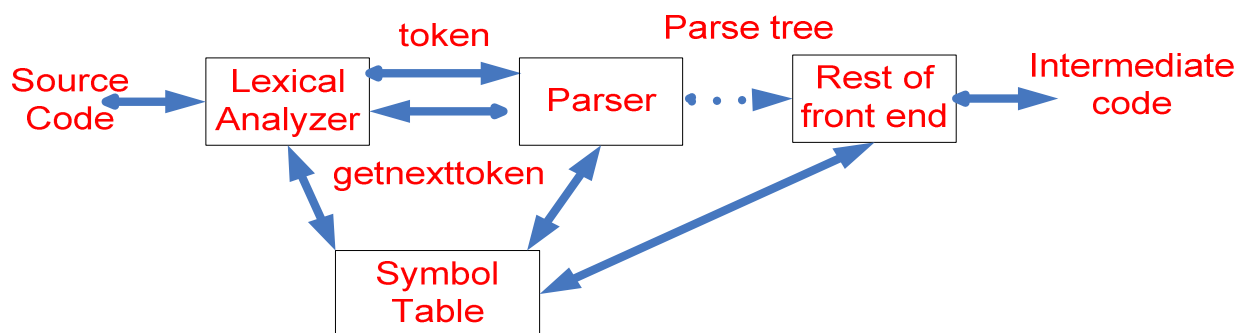 token
Parse tree
Source
Code
Lexical
Analyzer
Parser
Rest of
front end
Intermediate
code
getnexttoken
Symbol
Table